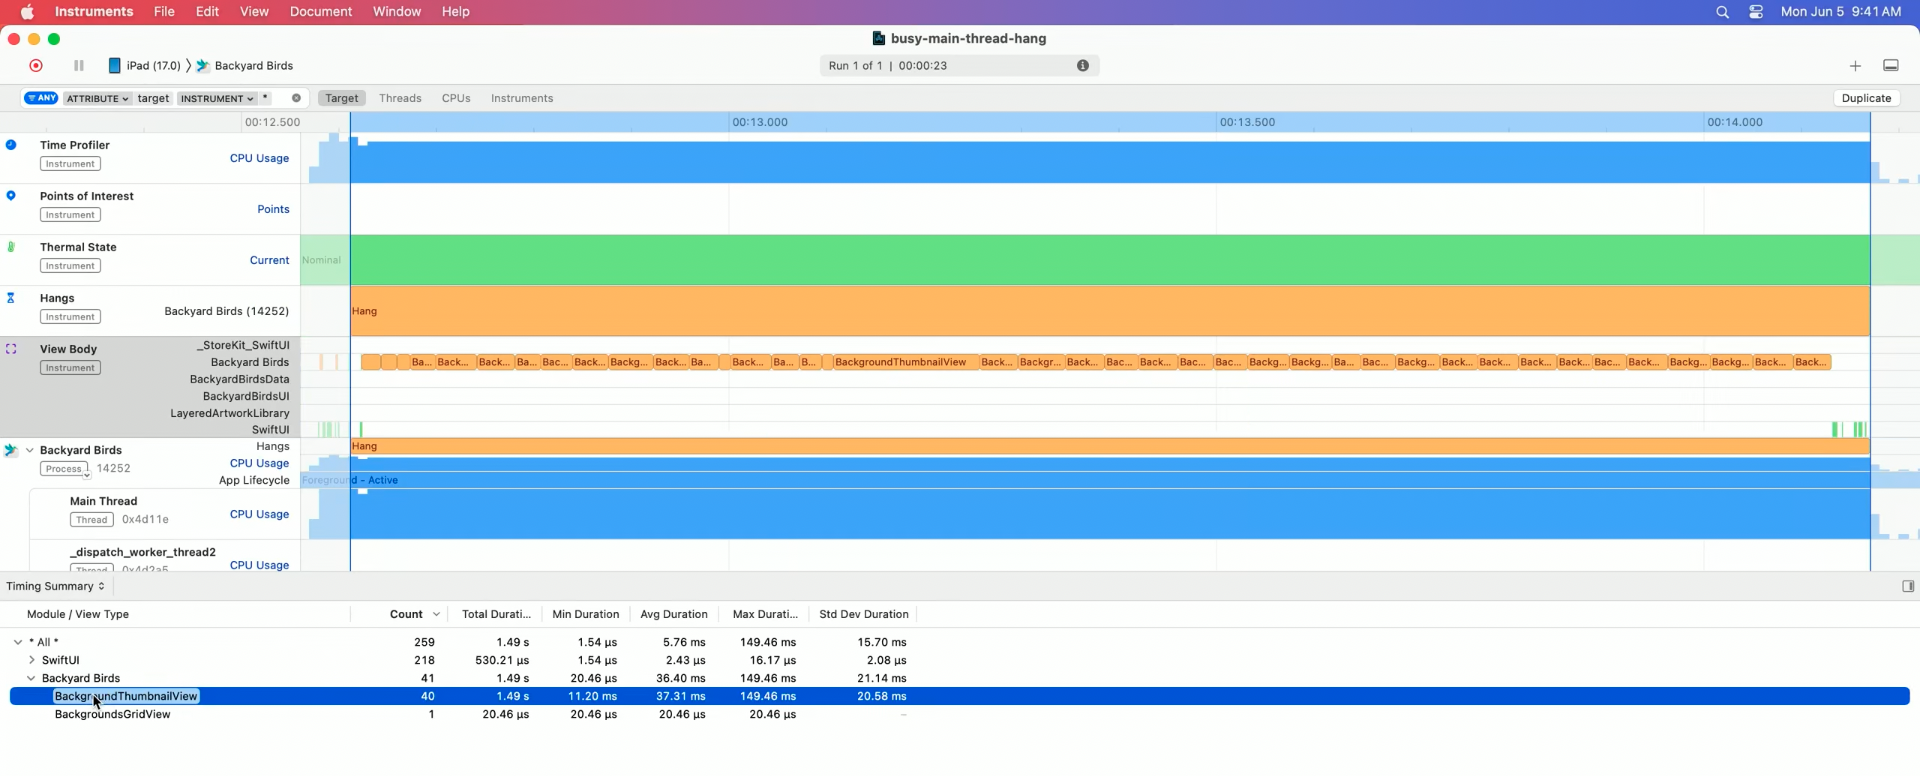 Instruments File Edit View Document Window Help Mon Jun 5 9:41 AM
busy-main-thread-hang
iPad (17.0) 〉 Backyard Birds Run 1 of 1 | 00:00:23
ANY ATTRIBUTE target INSTRUMENT * Target Threads CPUs Instruments Duplicate
00:12.500 00:13.000 00:13.500 00:14.000
Time Profiler
Instrument
CPU Usage
Points of Interest
Instrument
Points
Thermal State
Instrument
Current
Nominal
Hangs
Instrument
Backyard Birds (14252)
Hang
View Body
Instrument
_StoreKit_SwiftUI
Backyard Birds
Ba... Back... Back... Ba... Bac... Back... Backg... Back... Ba... Back... Ba... B... BackgroundThumbnailView Back... Backgr... Back... Bac... Back... Bac... Bac... Backg... Backg... Ba... Bac... Backg... Back... Back... Back... Back... Bac... Back... Backg... Backg... Back... Back...
BackyardBirdsData
BackyardBirdsUI
LayeredArtworkLibrary
SwiftUI
Backyard Birds
Process 14252
Hangs
Hang
CPU Usage
App Lifecycle
Foreground - Active
Main Thread
Thread 0x4d11e
CPU Usage
_dispatch_worker_thread2
Thread 0x4d2a5
CPU Usage
Timing Summary
Module / View Type Count Total Durati... Min Duration Avg Duration Max Durati... Std Dev Duration
* All * 259 1.49 s 1.54 µs 5.76 ms 149.46 ms 15.70 ms
SwiftUI 218 530.21 µs 1.54 µs 2.43 µs 16.17 µs 2.08 µs
Backyard Birds 41 1.49 s 20.46 µs 36.40 ms 149.46 ms 21.14 ms
BackgroundThumbnailView 40 1.49 s 11.20 ms 37.31 ms 149.46 ms 20.58 ms
BackgroundsGridView 1 20.46 µs 20.46 µs 20.46 µs 20.46 µs –